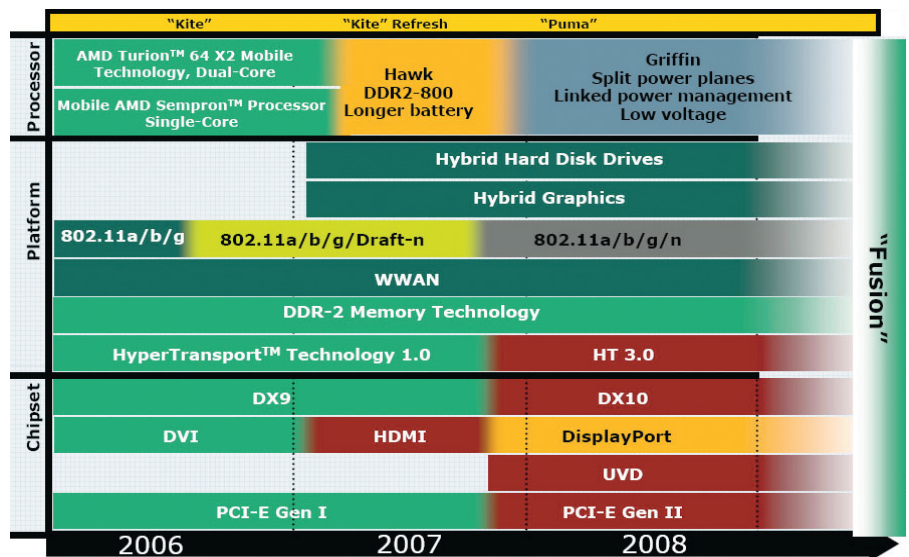 "Kite"
"Kite" Refresh
"Puma"
Processor
AMD Turion™ 64 X2 Mobile
Technology, Dual-Core
Mobile AMD Sempron™ Processor
Single-Core
Hawk
DDR2-800
Longer battery
Griffin
Split power planes
Linked power management
Low voltage
Platform
Hybrid Hard Disk Drives
Hybrid Graphics
802.11a/b/g
802.11a/b/g/Draft-n
802.11a/b/g/n
WWAN
DDR-2 Memory Technology
HyperTransport™ Technology 1.0
HT 3.0
Chipset
DX9
DX10
DVI
HDMI
DisplayPort
UVD
PCI-E Gen I
PCI-E Gen II
"Fusion"
2006
2007
2008